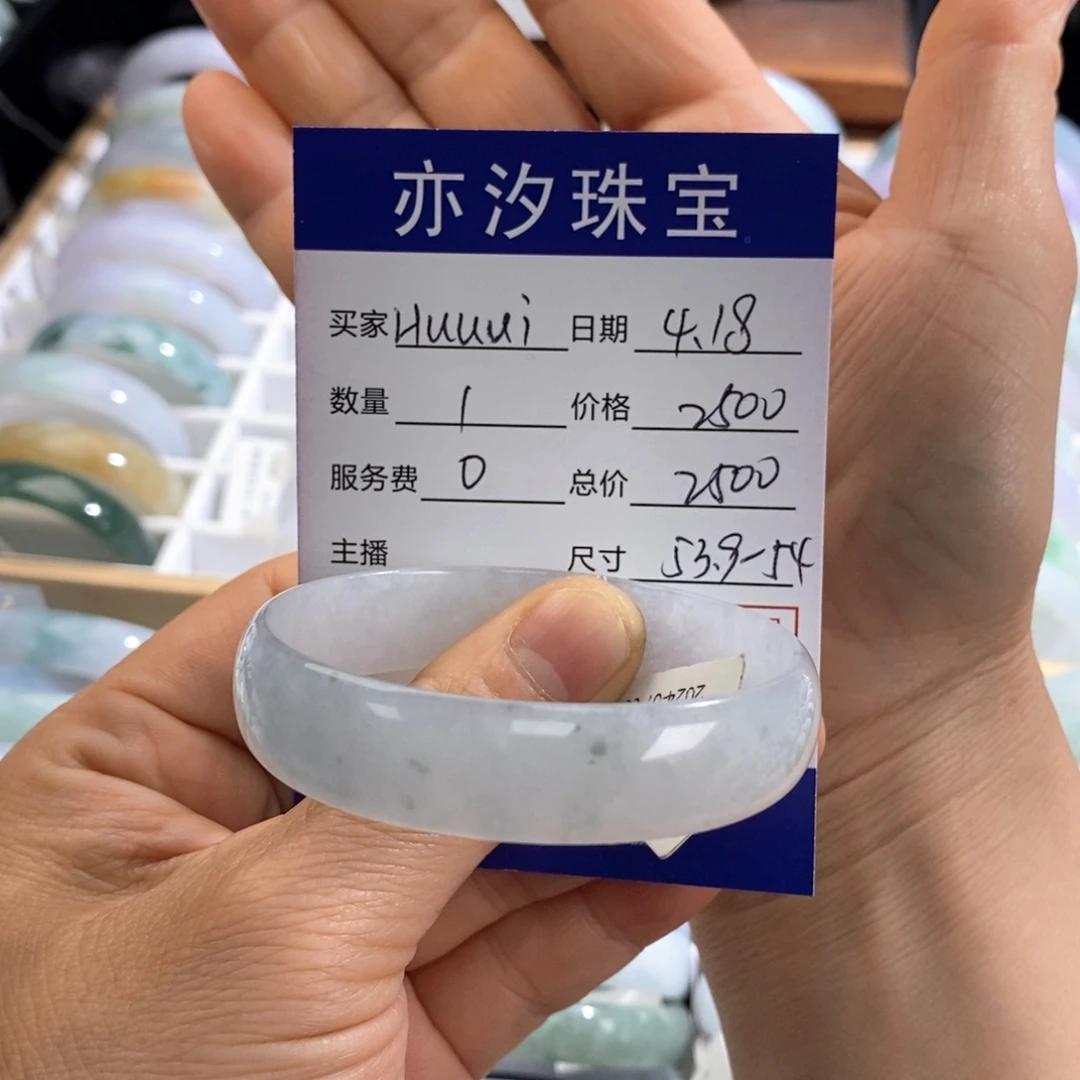 亦汐珠宝
买家 Huuui 日期 4.18
数量 1 价格 2500
服务费 0 总价 2500
主播 尺寸 53.9-54